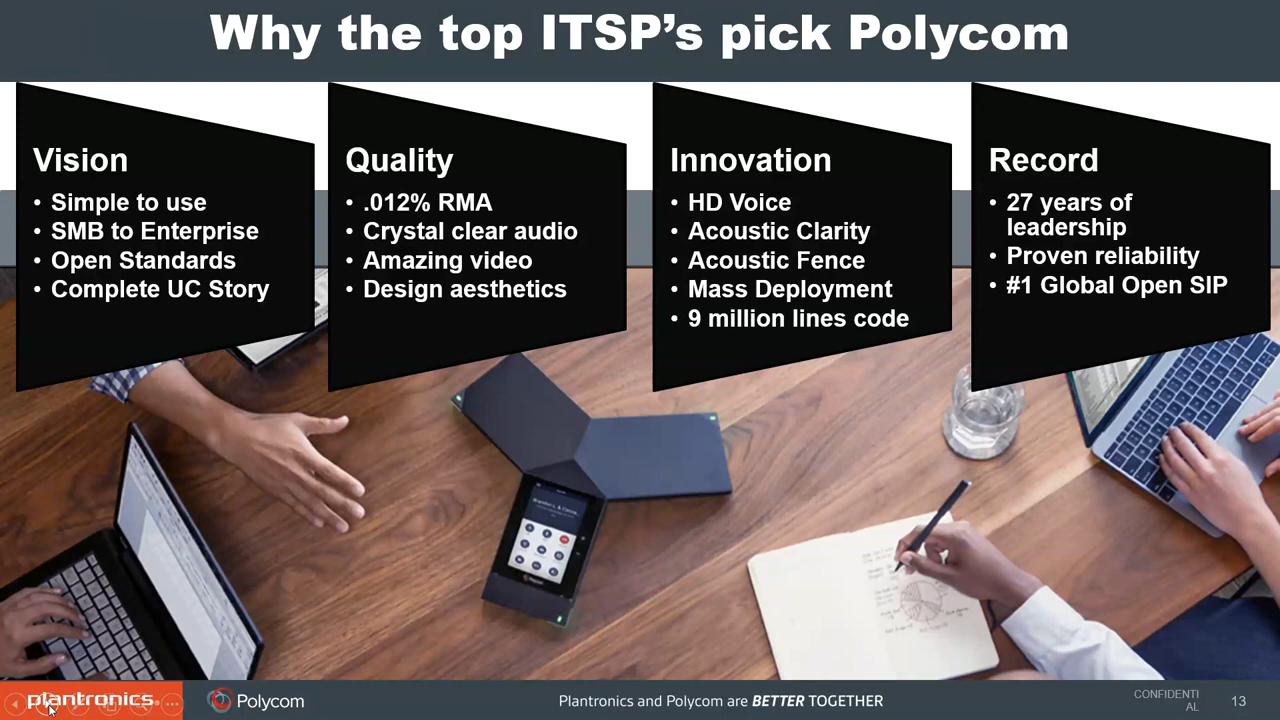 Why the top ITSP’s pick Polycom
Vision
• Simple to use
• SMB to Enterprise
• Open Standards
• Complete UC Story
Quality
• .012% RMA
• Crystal clear audio
• Amazing video
• Design aesthetics
Innovation
• HD Voice
• Acoustic Clarity
• Acoustic Fence
• Mass Deployment
• 9 million lines code
Record
• 27 years of
leadership
• Proven reliability
• #1 Global Open SIP
plantronics
Polycom
Plantronics and Polycom are BETTER TOGETHER
CONFIDENTI
AL
13